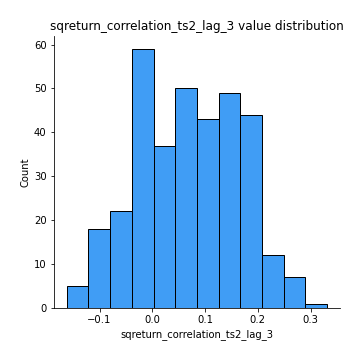 sqreturn_correlation_ts2_lag_3 value distribution
60
50
40
30
20
10
0
Count
−0.1 0.0 0.1 0.2 0.3
sqreturn_correlation_ts2_lag_3